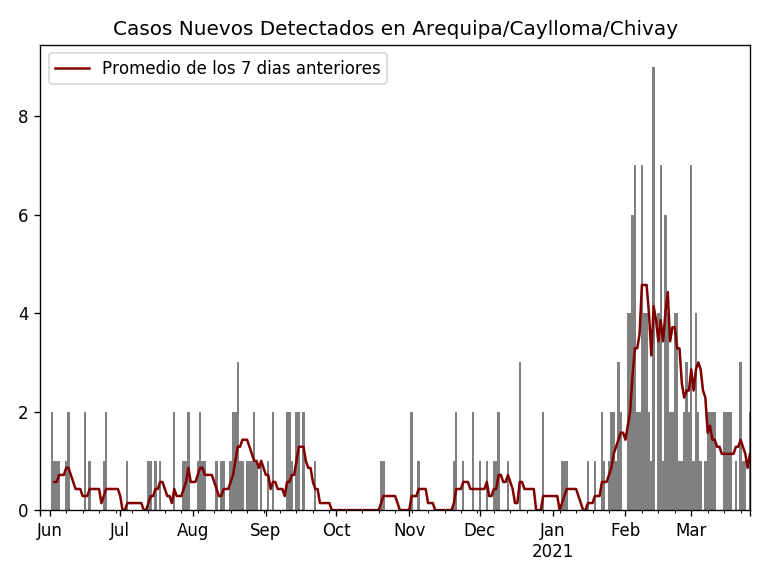 Casos Nuevos Detectados en Arequipa/Caylloma/Chivay
Promedio de los 7 dias anteriores
8
6
4
2
0
Jun Jul Aug Sep Oct Nov Dec Jan Feb Mar
2021